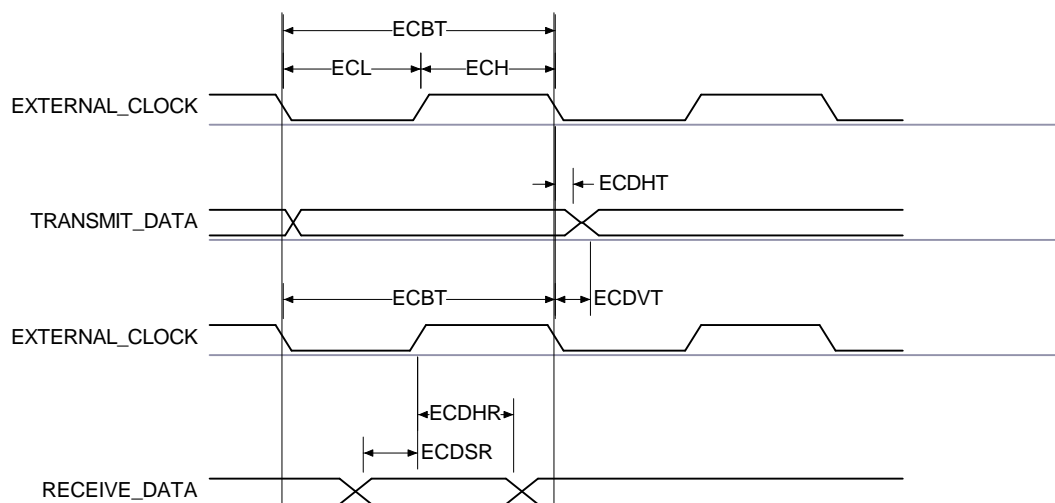 ECBT
ECL ECH
EXTERNAL_CLOCK
ECDHT
TRANSMIT_DATA
ECBT ECDVT
EXTERNAL_CLOCK
ECDHR
ECDSR
RECEIVE_DATA